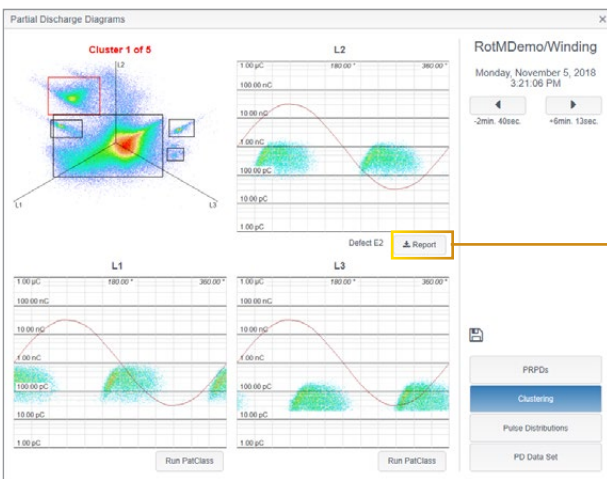 Partial Discharge Diagrams
×
Cluster 1 of 5
L2
L1
L3
L2
1.00 µC
180.00 °
360.00 °
100.00 nC
10.00 nC
1.00 nC
100.00 pC
10.00 pC
1.00 pC
Defect E2
Report
RotMDemo/Winding
Monday, November 5, 2018
3:21:06 PM
-2min. 40sec.
+6min. 13sec.
L1
1.00 µC
180.00 °
360.00 °
100.00 nC
10.00 nC
1.00 nC
100.00 pC
10.00 pC
1.00 pC
Run PatClass
L3
1.00 µC
180.00 °
360.00 °
100.00 nC
10.00 nC
1.00 nC
100.00 pC
10.00 pC
1.00 pC
Run PatClass
PRPDs
Clustering
Pulse Distributions
PD Data Set